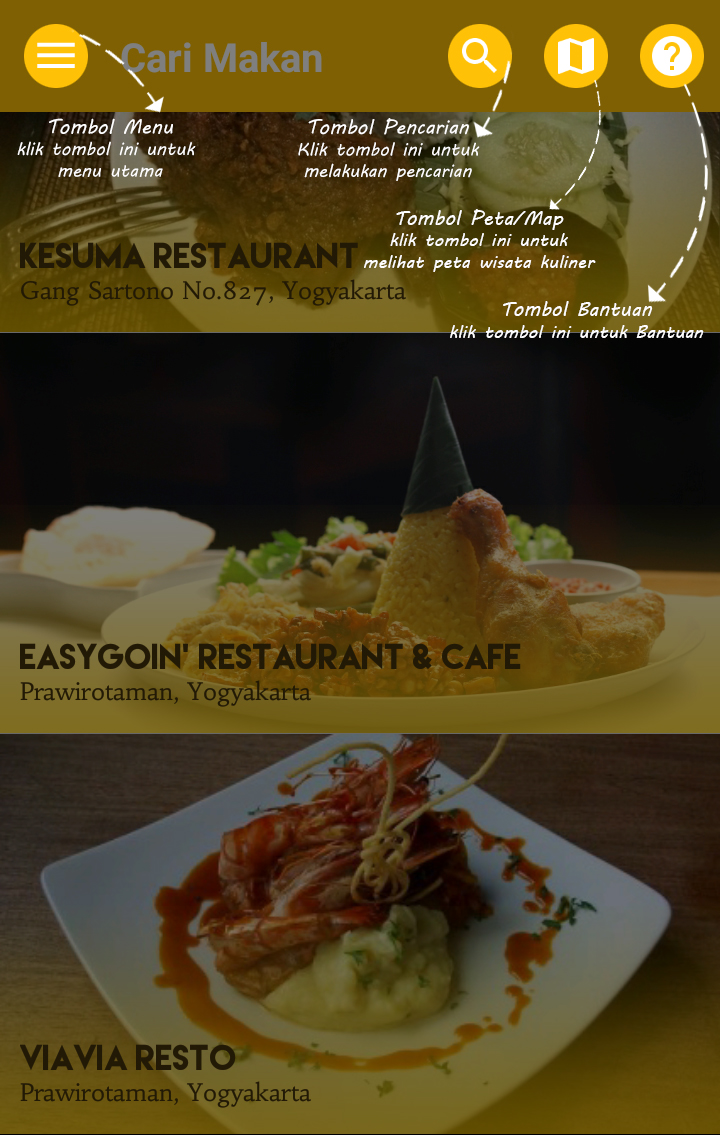 Cari Makan
Tombol Menu
klik tombol ini untuk
menu utama
Tombol Pencarian
Klik tombol ini untuk
melakukan pencarian
Tombol Peta/Map
klik tombol ini untuk
melihat peta wisata kuliner
Tombol Bantuan
klik tombol ini untuk Bantuan
KESUMA RESTAURANT
Gang Sartono No.827, Yogyakarta
EASYGOIN' RESTAURANT & CAFE
Prawirotaman, Yogyakarta
VIAVIA RESTO
Prawirotaman, Yogyakarta